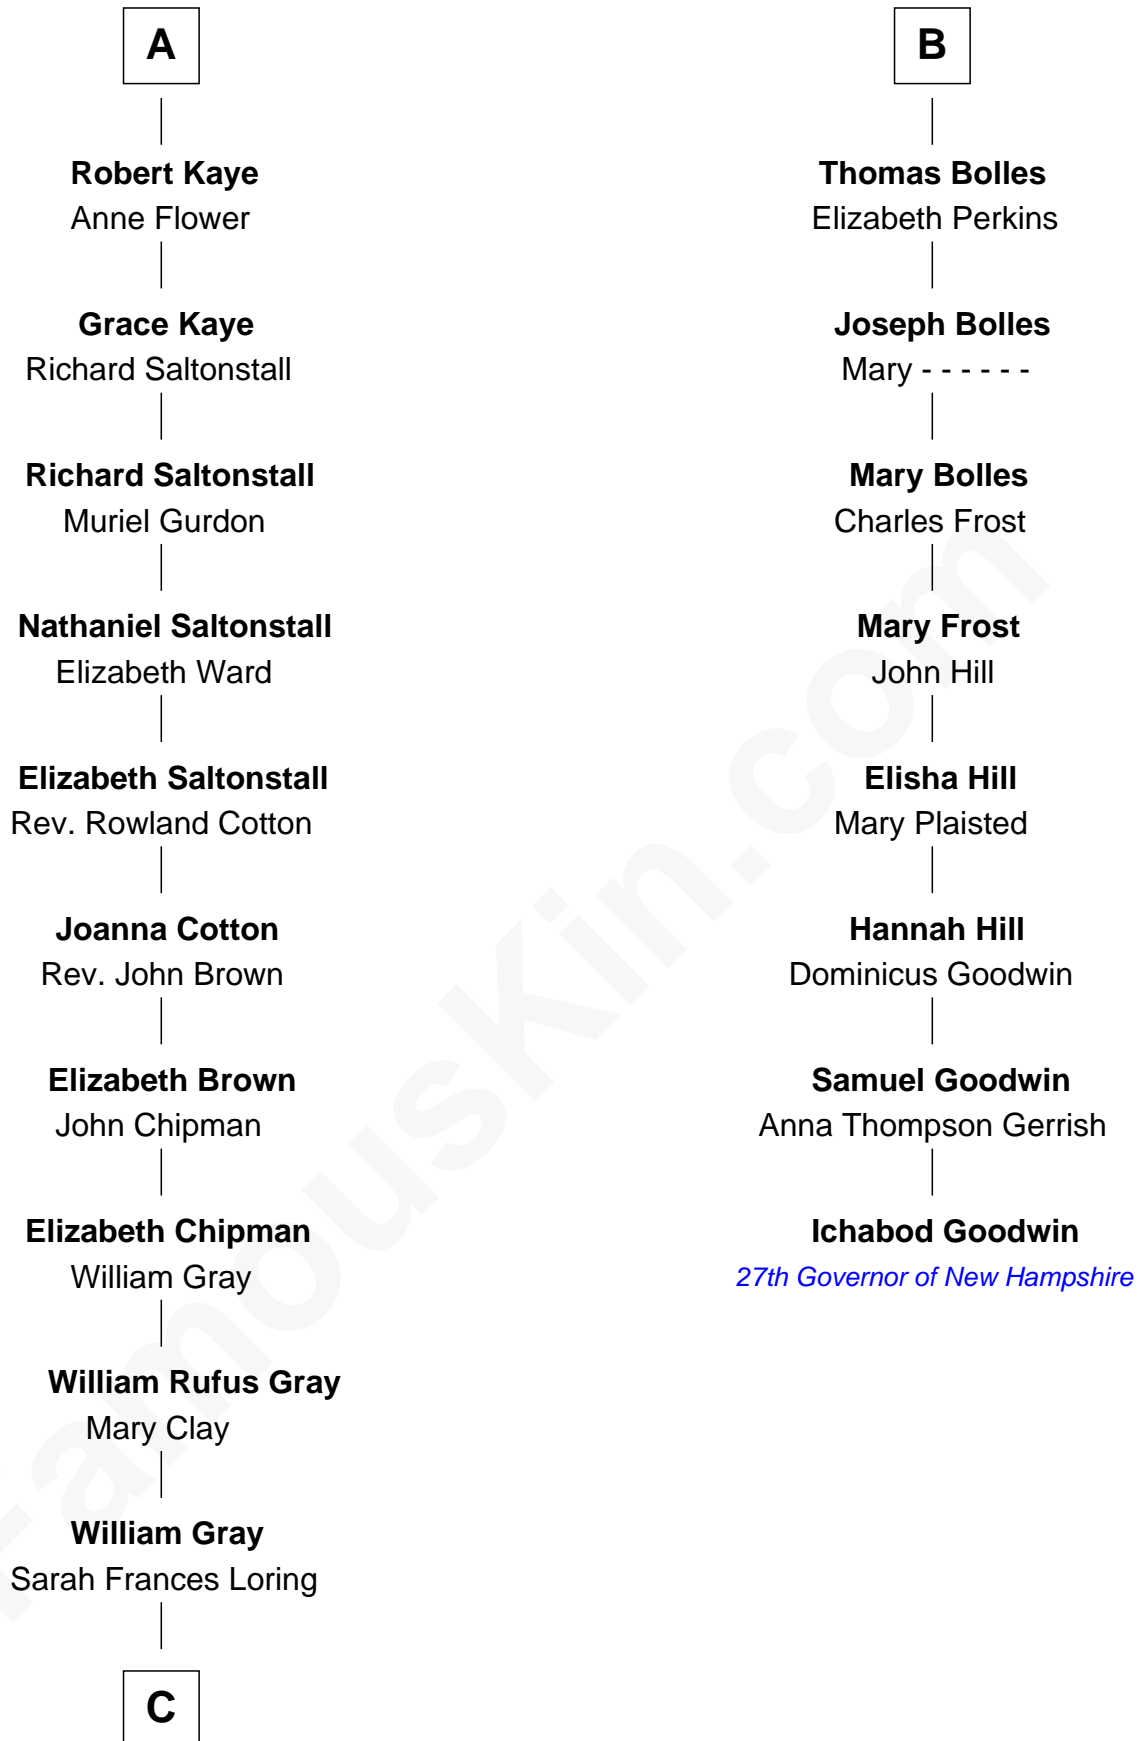 A
Robert Kaye
Anne Flower
Grace Kaye
Richard Saltonstall
Richard Saltonstall
Muriel Gurdon
Nathaniel Saltonstall
Elizabeth Ward
Elizabeth Saltonstall
Rev. Rowland Cotton
Joanna Cotton
Rev. John Brown
Elizabeth Brown
John Chipman
Elizabeth Chipman
William Gray
William Rufus Gray
Mary Clay
William Gray
Sarah Frances Loring
C
B
Thomas Bolles
Elizabeth Perkins
Joseph Bolles
Mary - - - - - -
Mary Bolles
Charles Frost
Mary Frost
John Hill
Elisha Hill
Mary Plaisted
Hannah Hill
Dominicus Goodwin
Samuel Goodwin
Anna Thompson Gerrish
Ichabod Goodwin
27th Governor of New Hampshire
FamousKin.com